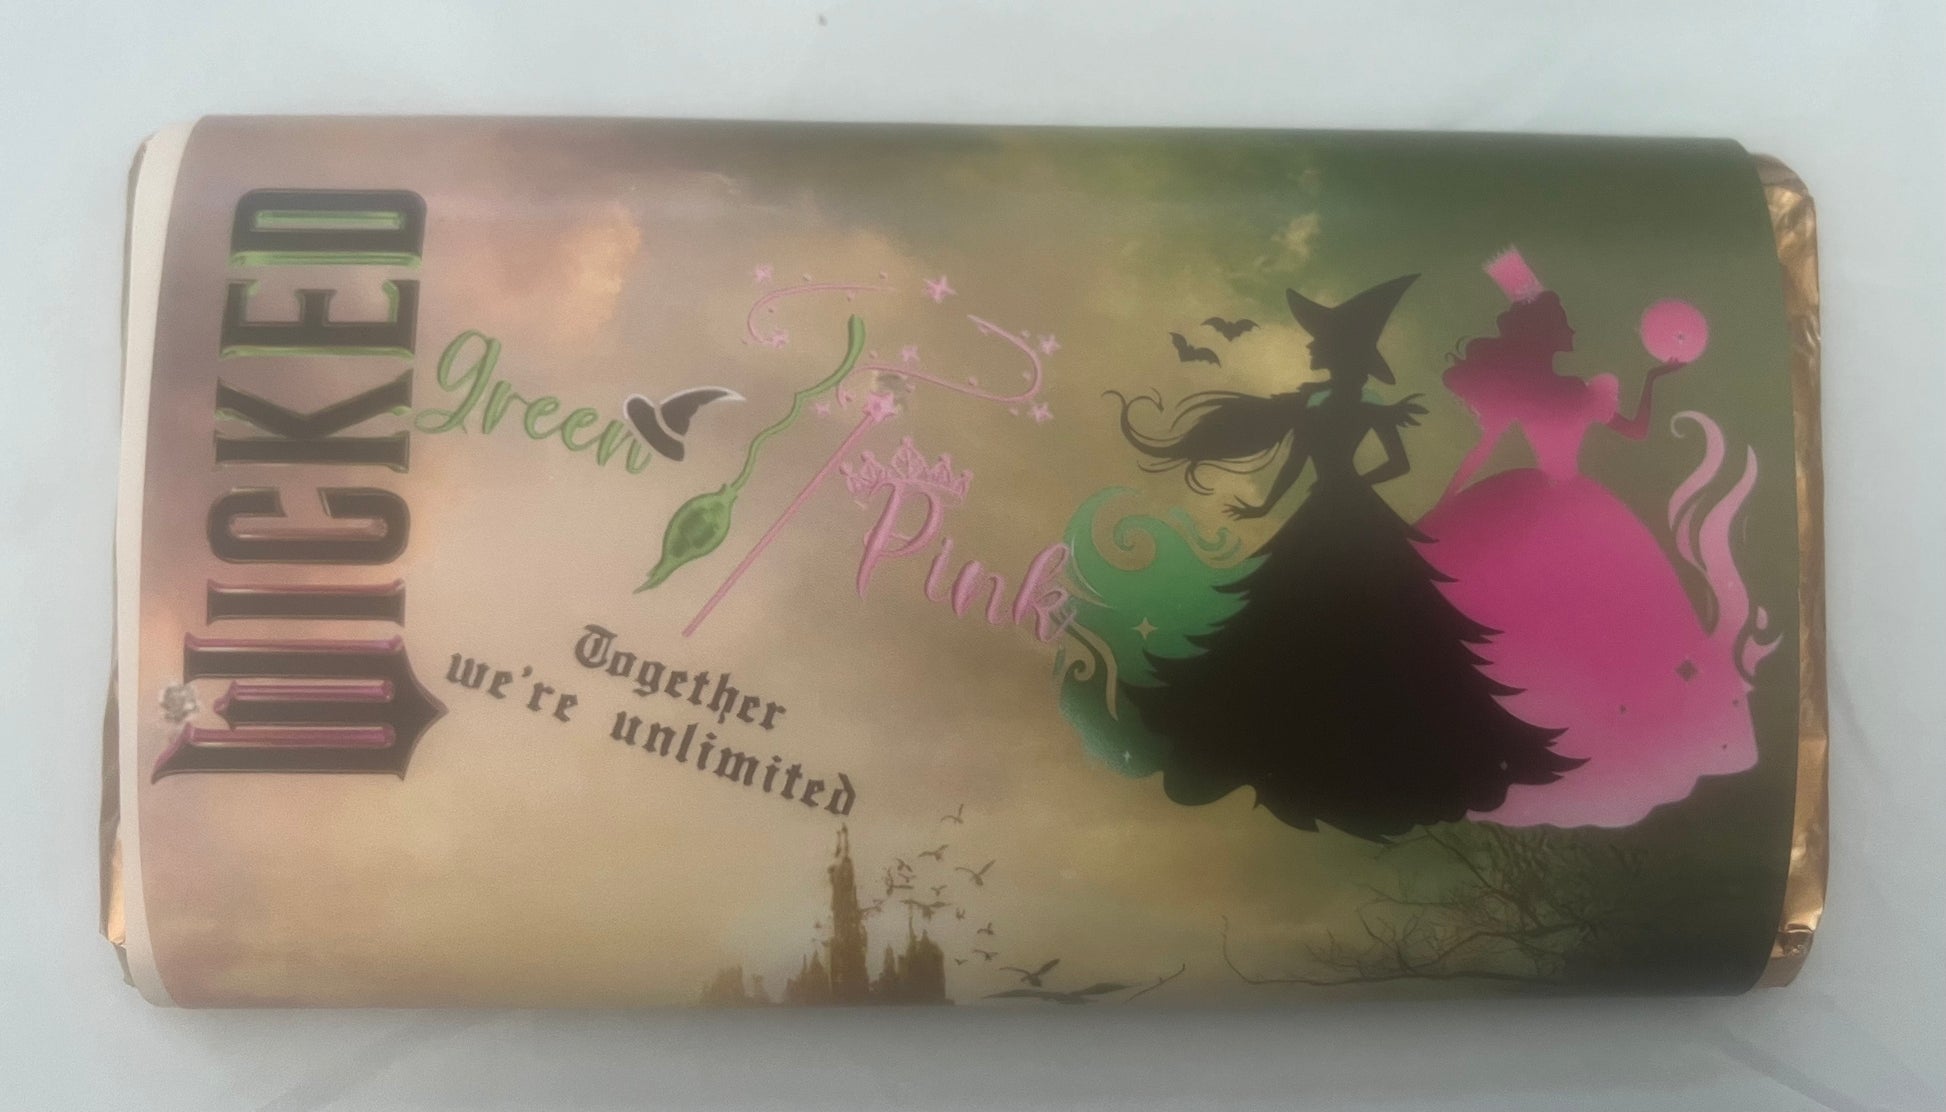 WICKED
green
Pink
Together
we're unlimited